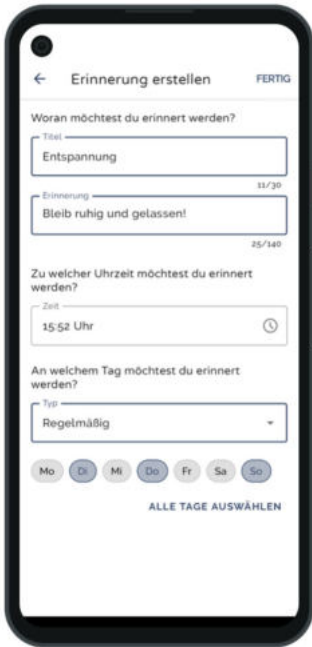 Erinnerung erstellen FERTIG
Woran möchtest du erinnert werden?
Titel
Entspannung
11/30
Erinnerung
Bleib ruhig und gelassen!
25/140
Zu welcher Uhrzeit möchtest du erinnert
werden?
Zeit
15:52 Uhr
An welchem Tag möchtest du erinnert
werden?
Typ
Regelmäßig
Mo Di Mi Do Fr Sa So
ALLE TAGE AUSWÄHLEN